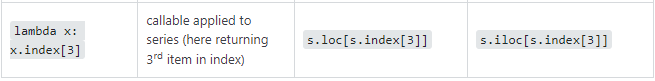 lambda x:
x.index[3]
callable applied to
series (here returning
3rd item in index)
s.loc[s.index[3]]
s.iloc[s.index[3]]